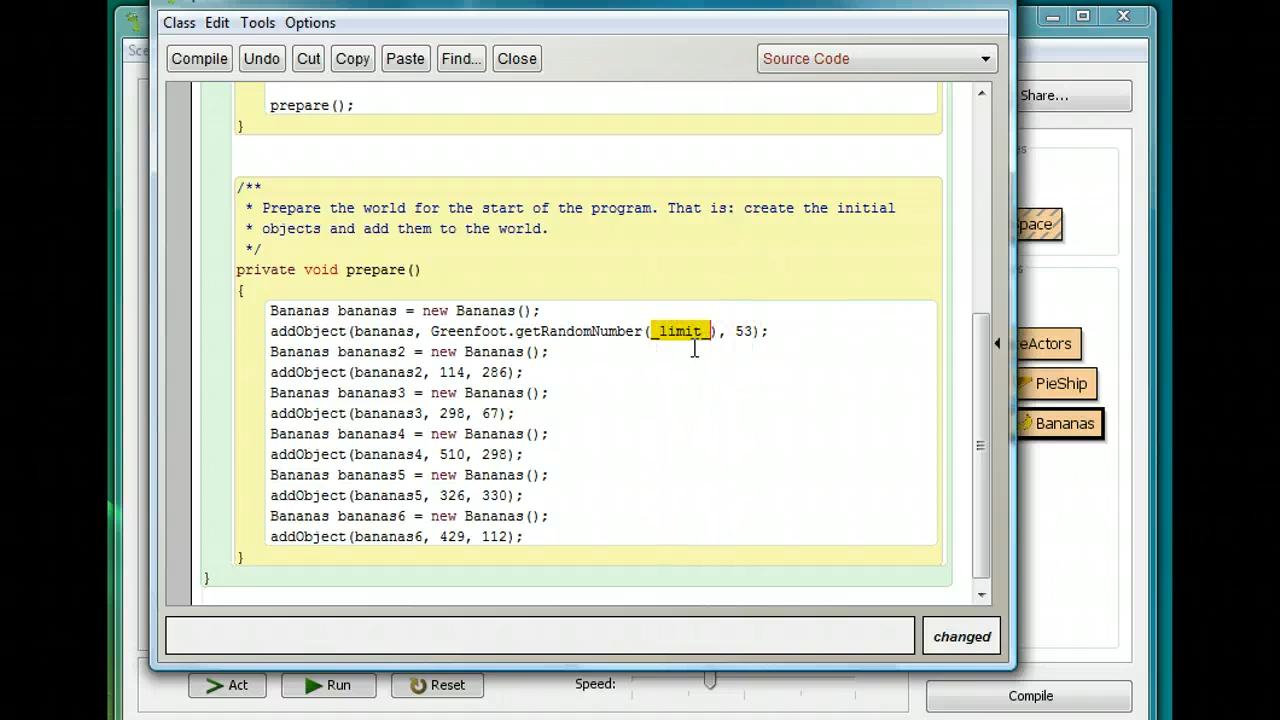 Class Edit Tools Options
Sce
Compile Undo Cut Copy Paste Find... Close Source Code
Share...
prepare();
}
es
/**
* Prepare the world for the start of the program. That is: create the initial
* objects and add them to the world.
*/
private void prepare()
{
pace
es
Bananas bananas = new Bananas();
addObject(bananas, Greenfoot.getRandomNumber(_limit_), 53);
Bananas bananas2 = new Bananas();
addObject(bananas2, 114, 286);
Bananas bananas3 = new Bananas();
addObject(bananas3, 298, 67);
Bananas bananas4 = new Bananas();
addObject(bananas4, 510, 298);
Bananas bananas5 = new Bananas();
addObject(bananas5, 326, 330);
Bananas bananas6 = new Bananas();
addObject(bananas6, 429, 112);
}
}
eActors
PieShip
Bananas
changed
Act Run Reset Speed: Compile